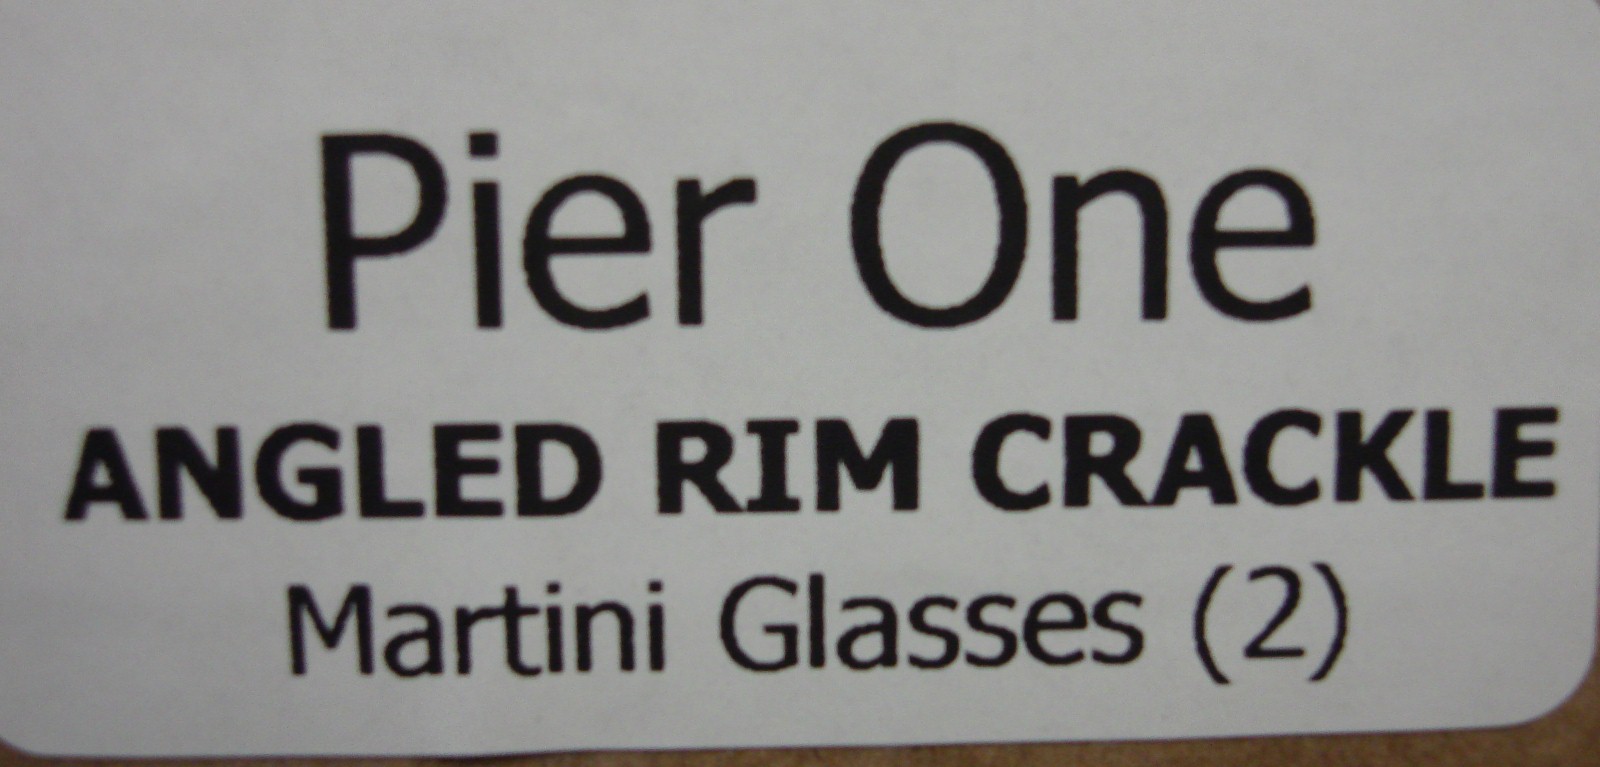 Pier One
ANGLED RIM CRACKLE
Martini Glasses (2)